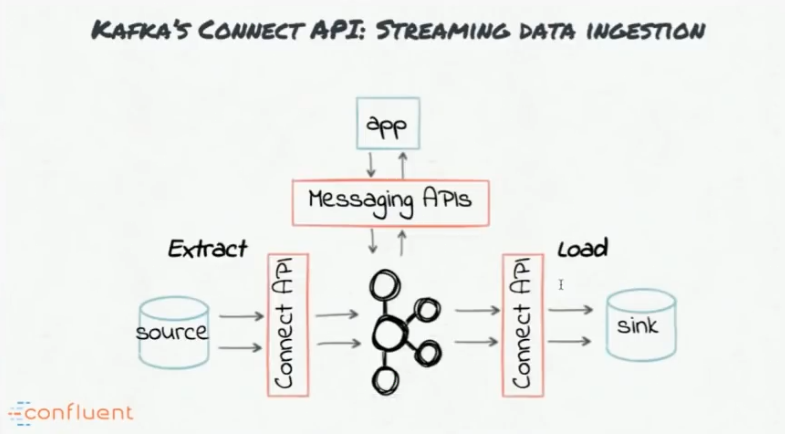 KAFKA'S CONNECT API: STREAMING DATA INGESTION
app
Messaging APIs
Extract
Load
source
Connect API
Connect API
sink
confluent